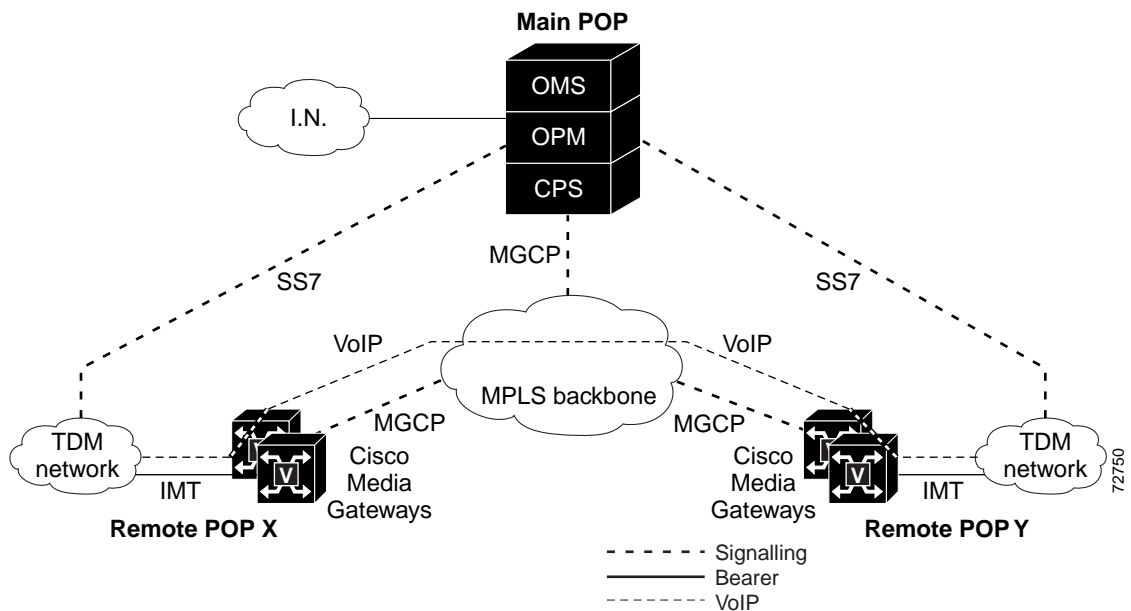 Main POP
OMS
I.N.
OPM
CPS
MGCP
SS7
SS7
VoIP
VoIP
MPLS backbone
MGCP
MGCP
TDM
network
V
V
IMT
Cisco
Media
Gateways
Remote POP X
Cisco
Media
Gateways
V
V
IMT
TDM
network
Remote POP Y
72750
Signalling
Bearer
VoIP